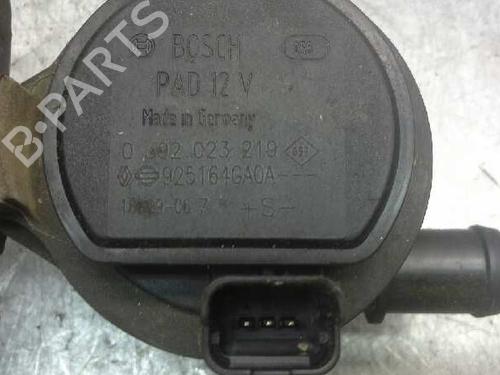 BOSCH
PAD 12 V
Made in Germany
0 392 023 219
925164GA0A---
+S-
B-PARTS